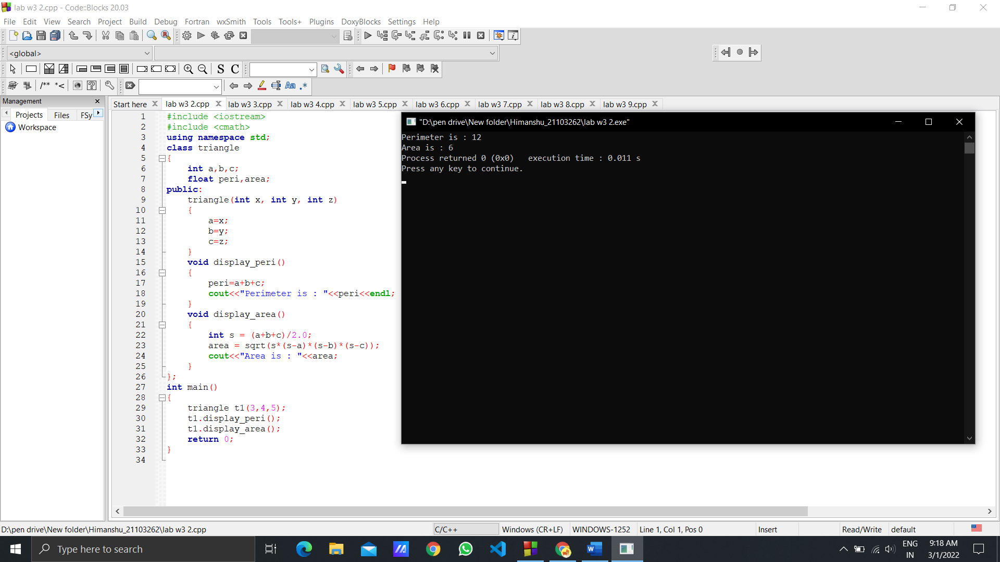 lab w3 2.cpp - Code::Blocks 20.03
File Edit View Search Project Build Debug Fortran wxSmith Tools Tools+ Plugins DoxyBlocks Settings Help
<global>
S C
/** *<
Aa .*
Management
Projects Files FSy
Workspace
Start here lab w3 2.cpp lab w3 3.cpp lab w3 4.cpp lab w3 5.cpp lab w3 6.cpp lab w3 7.cpp lab w3 8.cpp lab w3 9.cpp
1 #include <iostream>
2 #include <cmath>
3 using namespace std;
4 class triangle
5 {
6 int a,b,c;
7 float peri,area;
8 public:
9 triangle(int x, int y, int z)
10 {
11 a=x;
12 b=y;
13 c=z;
14 }
15 void display_peri()
16 {
17 peri=a+b+c;
18 cout<<"Perimeter is : "<<peri<<endl;
19 }
20 void display_area()
21 {
22 int s = (a+b+c)/2.0;
23 area = sqrt(s*(s-a)*(s-b)*(s-c));
24 cout<<"Area is : "<<area;
25 }
26 };
27 int main()
28 {
29 triangle t1(3,4,5);
30 t1.display_peri();
31 t1.display_area();
32 return 0;
33 }
34
"D:\pen drive\New folder\Himanshu_21103262\lab w3 2.exe"
Perimeter is : 12
Area is : 6
Process returned 0 (0x0)   execution time : 0.011 s
Press any key to continue.
D:\pen drive\New folder\Himanshu_21103262\lab w3 2.cpp C/C++ Windows (CR+LF) WINDOWS-1252 Line 1, Col 1, Pos 0 Insert Read/Write default
Type here to search
ENG
IN
9:18 AM
3/1/2022